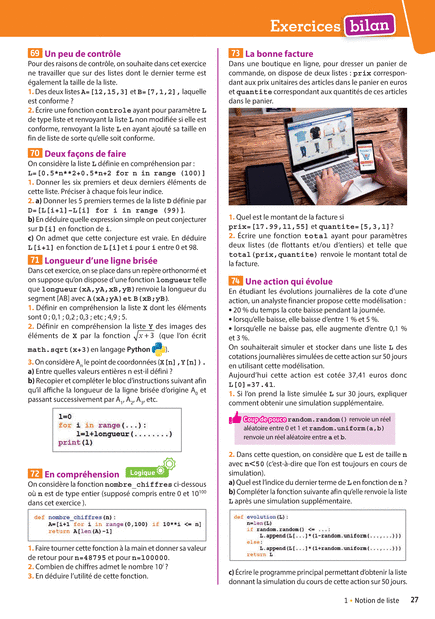 Exercices bilan
69 Un peu de contrôle
Pour des raisons de contrôle, on souhaite dans cet exercice
ne travailler que sur des listes dont le dernier terme est
également la taille de la liste.
1. Des deux listes A=[12,15,3] et B=[7,1,2], laquelle
est conforme ?
2. Écrire une fonction controle ayant pour paramètre L
de type liste et renvoyant la liste L non modifiée si elle est
conforme, renvoyant la liste L en ayant ajouté sa taille en
fin de liste de sorte qu'elle soit conforme.
70 Deux façons de faire
On considère la liste L définie en compréhension par :
L=[0.5*n**2+0.5*n+2 for n in range (100)]
1. Donner les six premiers et deux derniers éléments de
cette liste. Préciser à chaque fois leur indice.
2. a) Donner les 5 premiers termes de la liste D définie par
D=[L[i+1]-L[i] for i in range (99)].
b) En déduire quelle expression simple on peut conjecturer
sur D[i] en fonction de i.
c) On admet que cette conjecture est vraie. En déduire
L[i+1] en fonction de L[i] et i pour i entre 0 et 98.
71 Longueur d'une ligne brisée
Dans cet exercice, on se place dans un repère orthonormé et
on suppose qu'on dispose d'une fonction longueur telle
que longueur(xA,yA,xB,yB) renvoie la longueur du
segment [AB] avec A(xA;yA) et B(xB;yB).
1. Définir en compréhension la liste X dont les éléments
sont 0 ; 0,1 ; 0,2 ; 0,3 ; etc ; 4,9 ; 5.
2. Définir en compréhension la liste Y des images des
éléments de X par la fonction √x+3 (que l'on écrit
math.sqrt(x+3) en langage Python ).
3. On considère Aₙ le point de coordonnées (X[n],Y[n]).
a) Entre quelles valeurs entières n est-il défini ?
b) Recopier et compléter le bloc d'instructions suivant afin
qu'il affiche la longueur de la ligne brisée d'origine A₀ et
passant successivement par A₁, A₂, A₃, etc.
l=0
for i in range(...):
l=l+longueur(........)
print(l)
72 En compréhension Logique
On considère la fonction nombre_chiffres ci-dessous
où n est de type entier (supposé compris entre 0 et 10¹⁰⁰
dans cet exercice ).
def nombre_chiffres(n):
A=[i+1 for i in range(0,100) if 10**i <= n]
return A[len(A)-1]
1. Faire tourner cette fonction à la main et donner sa valeur
de retour pour n=48795 et pour n=100000.
2. Combien de chiffres admet le nombre 10ⁱ ?
3. En déduire l'utilité de cette fonction.
73 La bonne facture
Dans une boutique en ligne, pour dresser un panier de
commande, on dispose de deux listes : prix correspon-
dant aux prix unitaires des articles dans le panier en euros
et quantite correspondant aux quantités de ces articles
dans le panier.
1. Quel est le montant de la facture si
prix=[17.99,11,55] et quantite=[5,3,1] ?
2. Écrire une fonction total ayant pour paramètres
deux listes (de flottants et/ou d'entiers) et telle que
total(prix,quantite) renvoie le montant total de
la facture.
74 Une action qui évolue
En étudiant les évolutions journalières de la cote d'une
action, un analyste financier propose cette modélisation :
• 20 % du temps la cote baisse pendant la journée.
• lorsqu'elle baisse, elle baisse d'entre 1 % et 5 %.
• lorsqu'elle ne baisse pas, elle augmente d'entre 0,1 %
et 3 %.
On souhaiterait simuler et stocker dans une liste L des
cotations journalières simulées de cette action sur 50 jours
en utilisant cette modélisation.
Aujourd'hui cette action est cotée 37,41 euros donc
L[0]=37.41.
1. Si l'on prend la liste simulée L sur 30 jours, expliquer
comment obtenir une simulation supplémentaire.
Coup de pouce random.random() renvoie un réel
aléatoire entre 0 et 1 et random.uniform(a,b)
renvoie un réel aléatoire entre a et b.
2. Dans cette question, on considère que L est de taille n
avec n<50 (c'est-à-dire que l'on est toujours en cours de
simulation).
a) Quel est l'indice du dernier terme de L en fonction de n ?
b) Compléter la fonction suivante afin qu'elle renvoie la liste
L après une simulation supplémentaire.
def evolution(L):
n=len(L)
if random.random() <= ...:
L.append(L[...]*(1-random.uniform(...,...)))
else:
L.append(L[...]*(1+random.uniform(...,...)))
return L
c) Écrire le programme principal permettant d'obtenir la liste
donnant la simulation du cours de cette action sur 50 jours.
1 • Notion de liste 27